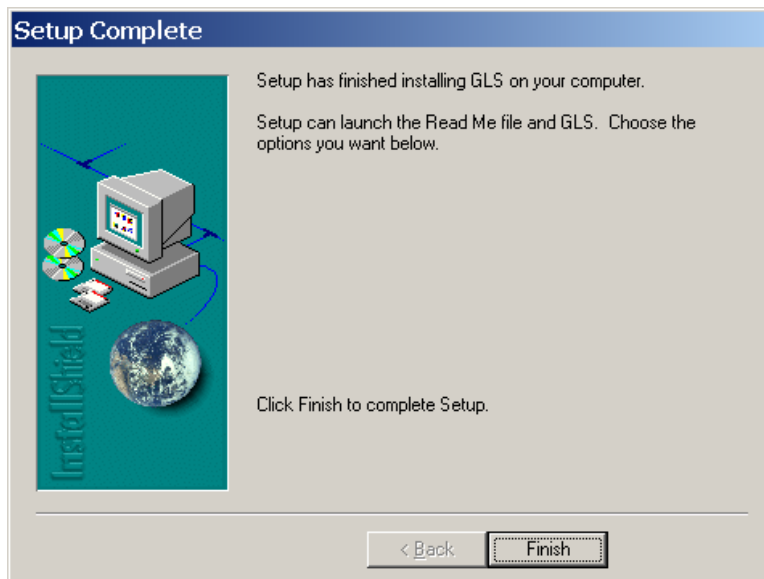 Setup Complete
Setup has finished installing GLS on your computer.
Setup can launch the Read Me file and GLS. Choose the
options you want below.
InstallShield
Click Finish to complete Setup.
< Back
Finish